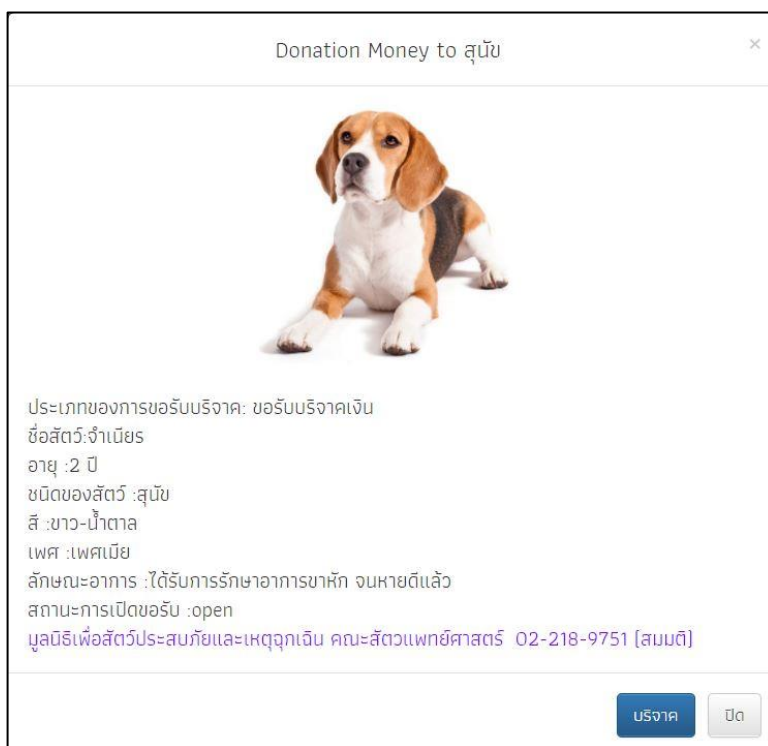 Donation Money to สุนัข
×
ประเภทของการขอรับบริจาค: ขอรับบริจาคเงิน
ชื่อสัตว์:จำเนียร
อายุ :2 ปี
ชนิดของสัตว์ :สุนัข
สี :ขาว-น้ำตาล
เพศ :เพศเมีย
ลักษณะอาการ :ได้รับการรักษาอาการขาหัก จนหายดีแล้ว
สถานะการเปิดขอรับ :open
มูลนิธิเพื่อสัตว์ประสบภัยและเหตุฉุกเฉิน คณะสัตวแพทย์ศาสตร์ 02-218-9751 (สมมติ)
บริจาค ปิด